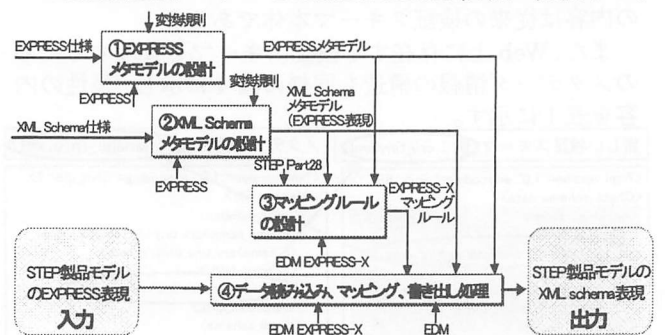 変換規則
EXPRESS仕様
①EXPRESS
メタモデルの設計
EXPRESSメタモデル
EXPRESS
変換規則
XML Schema仕様
②XML Schema
メタモデルの設計
XML Schema
メタモデル
(EXPRESS表現)
EXPRESS
STEP Part28
③マッピングルール
の設計
EXPRESS-X
マッピング
ルール
EDM EXPRESS-X
STEP製品モデル
のEXPRESS表現
入力
④データ読み込み、マッピング、書き出し処理
STEP製品モデルの
XML schema表現
出力
EDM EXPRESS-X
EDM